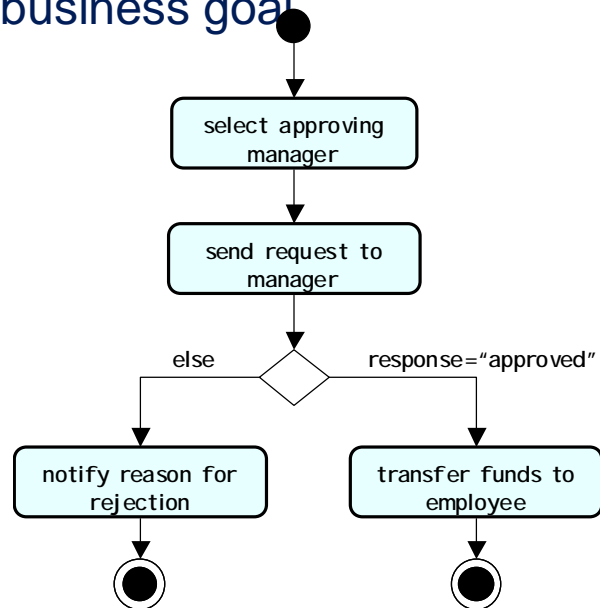 business goal
select approving
manager
send request to
manager
else
response=“approved”
notify reason for
rejection
transfer funds to
employee